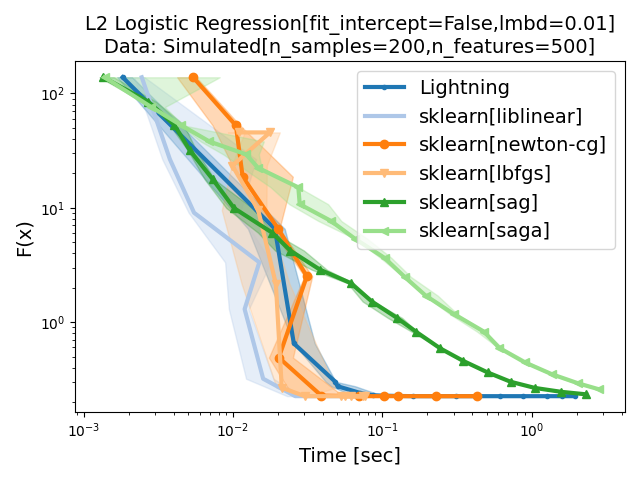 L2 Logistic Regression[fit_intercept=False,lmbd=0.01]
Data: Simulated[n_samples=200,n_features=500]
Lightning
sklearn[liblinear]
sklearn[newton-cg]
sklearn[lbfgs]
sklearn[sag]
sklearn[saga]
F(x)
10²
10¹
10⁰
10⁻³
10⁻²
10⁻¹
10⁰
Time [sec]